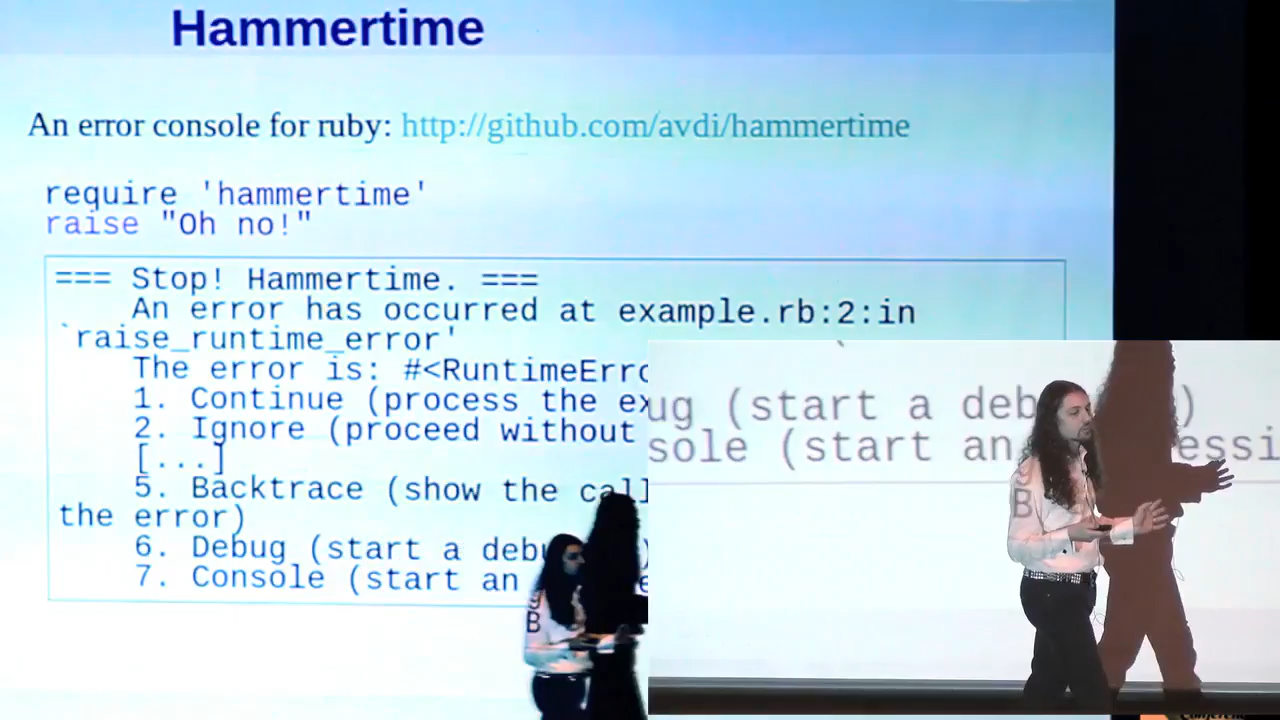 Hammertime
An error console for ruby: http://github.com/avdi/hammertime
require 'hammertime'
raise "Oh no!"
=== Stop! Hammertime. ===
An error has occurred at example.rb:2:in
`raise_runtime_error'
The error is: #<RuntimeErro
1. Continue (process the ex
2. Ignore (proceed without
[...]
5. Backtrace (show the call
the error)
6. Debug (start a debu
7. Console (start an
B
ug (start a deb )
sole (start an essi
B